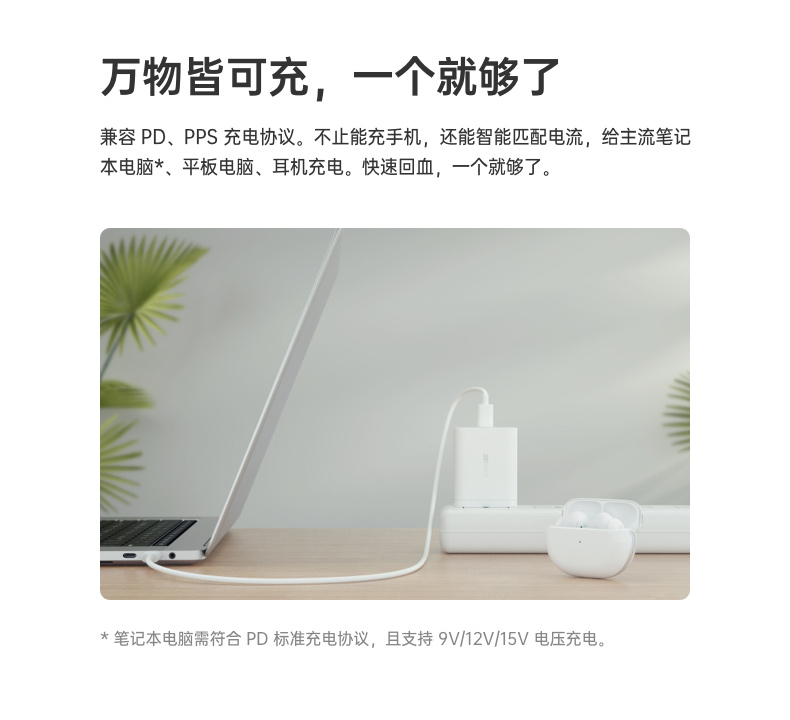 万物皆可充，一个就够了
兼容 PD、PPS 充电协议。不止能充手机，还能智能匹配电流，给主流笔记
本电脑*、平板电脑、耳机充电。快速回血，一个就够了。
* 笔记本电脑需符合 PD 标准充电协议，且支持 9V/12V/15V 电压充电。